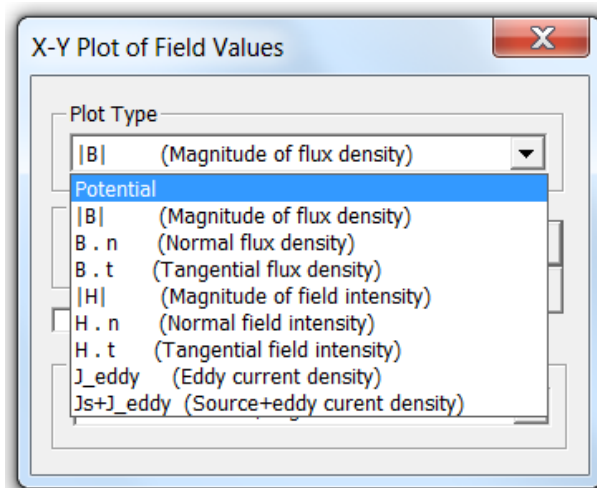 X-Y Plot of Field Values
X
Plot Type
|B| (Magnitude of flux density)
Potential
|B| (Magnitude of flux density)
B . n (Normal flux density)
B . t (Tangential flux density)
|H| (Magnitude of field intensity)
H . n (Normal field intensity)
H . t (Tangential field intensity)
J_eddy (Eddy current density)
Js+J_eddy (Source+eddy curent density)